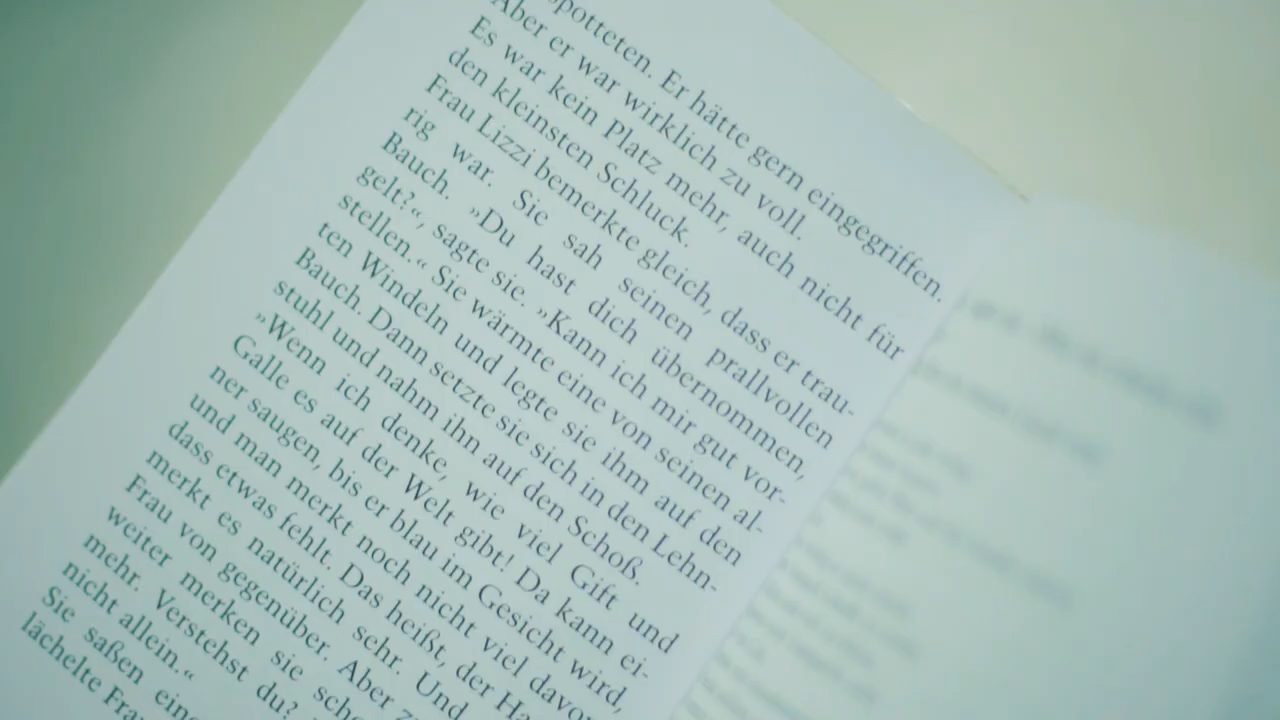 spotteten. Er hätte gern eingegriffen.
Aber er war wirklich zu voll.
Es war kein Platz mehr, auch nicht für
den kleinsten Schluck.
Frau Lizzi bemerkte gleich, dass er trau-
rig war. Sie sah seinen prallvollen
Bauch. »Du hast dich übernommen,
gelt?“, sagte sie. »Kann ich mir gut vor-
stellen.“ Sie wärmte eine von seinen al-
ten Windeln und legte sie ihm auf den
Bauch. Dann setzte sie sich in den Lehn-
stuhl und nahm ihn auf den Schoß.
»Wenn ich denke, wie viel Gift und
Galle es auf der Welt gibt! Da kann ei-
ner saugen, bis er blau im Gesicht wird,
und man merkt noch nicht viel davo
dass etwas fehlt. Das heißt, der Ha
merkt es natürlich sehr. Und
Frau von gegenüber. Aber z
weiter merken sie sch
mehr. Verstehst du?
nicht allein.“
Sie saßen ein
lächelte Fra